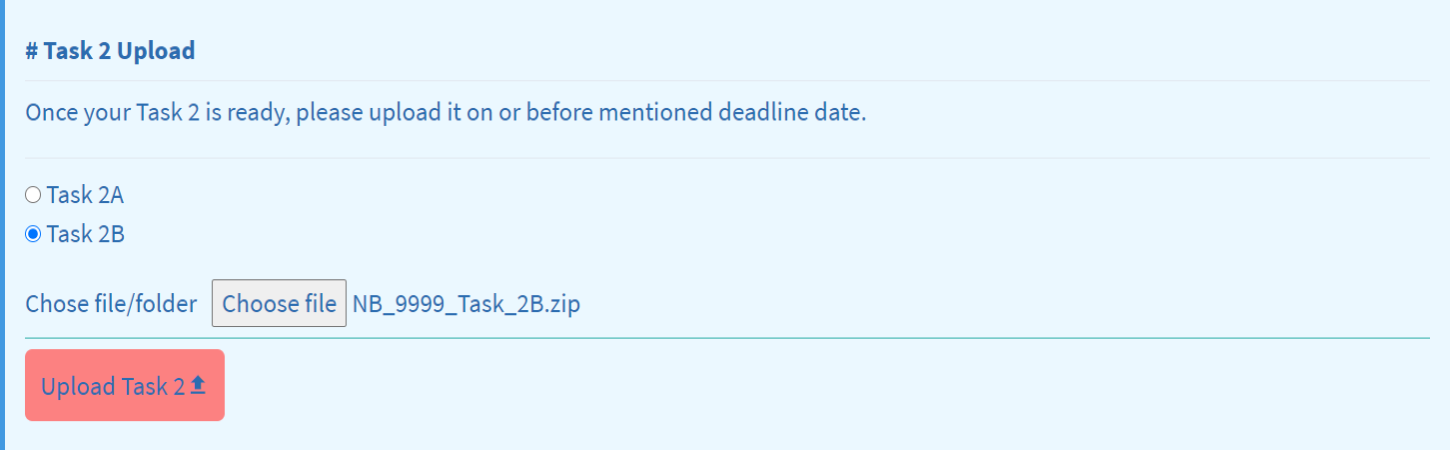 # Task 2 Upload
Once your Task 2 is ready, please upload it on or before mentioned deadline date.
Task 2A
Task 2B
Chose file/folder Choose file NB_9999_Task_2B.zip
Upload Task 2